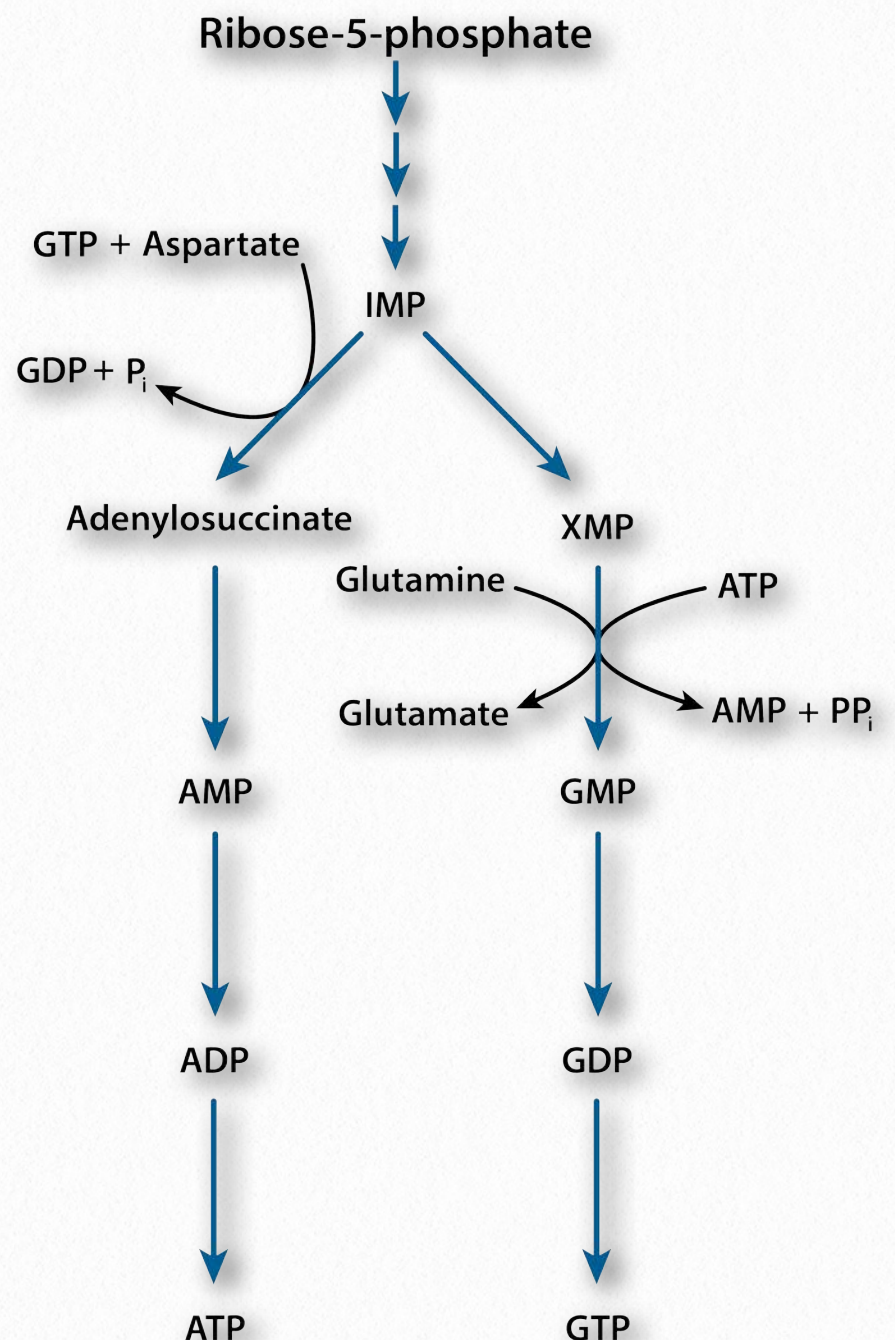 Ribose-5-phosphate
GTP + Aspartate
IMP
GDP + Pi
Adenylosuccinate
XMP
Glutamine
ATP
Glutamate
AMP + PPi
AMP
GMP
ADP
GDP
ATP
GTP